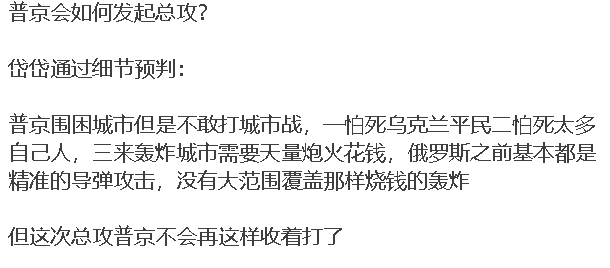 普京会如何发起总攻？
岱岱通过细节预判：
普京围困城市但是不敢打城市战，一怕死乌克兰平民二怕死太多
自己人，三来轰炸城市需要天量炮火花钱，俄罗斯之前基本都是
精准的导弹攻击，没有大范围覆盖那样烧钱的轰炸
但这次总攻普京不会再这样收着打了